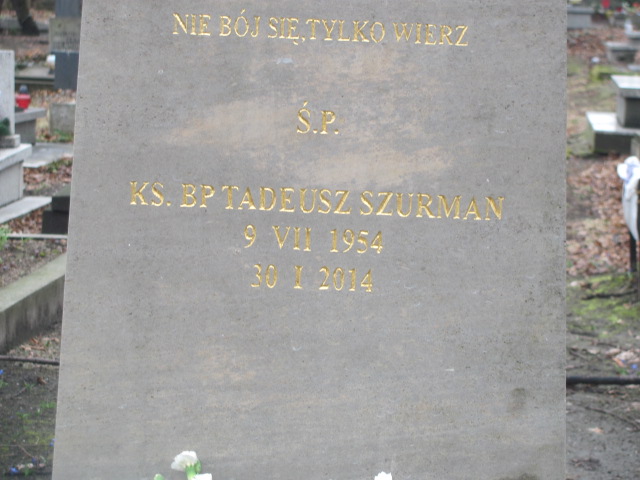 NIE BÓJ SIĘ, TYLKO WIERZ
Ś.P.
KS. BP TADEUSZ SZURMAN
9 VII 1954
30 I 2014